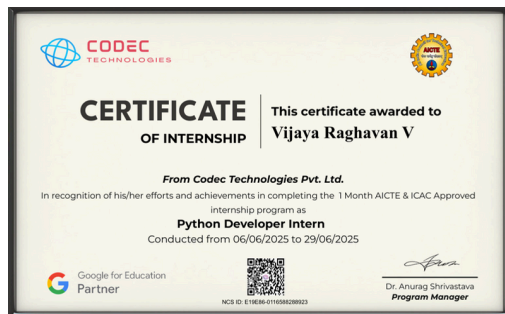 CODEC
TECHNOLOGIES
AICTE
CERTIFICATE
OF INTERNSHIP
This certificate awarded to
Vijaya Raghavan V
From Codec Technologies Pvt. Ltd.
In recognition of his/her efforts and achievements in completing the 1 Month AICTE & ICAC Approved
internship program as
Python Developer Intern
Conducted from 06/06/2025 to 29/06/2025
Google for Education
Partner
NCS ID: E19E86-0116588288923
Dr. Anurag Shrivastava
Program Manager